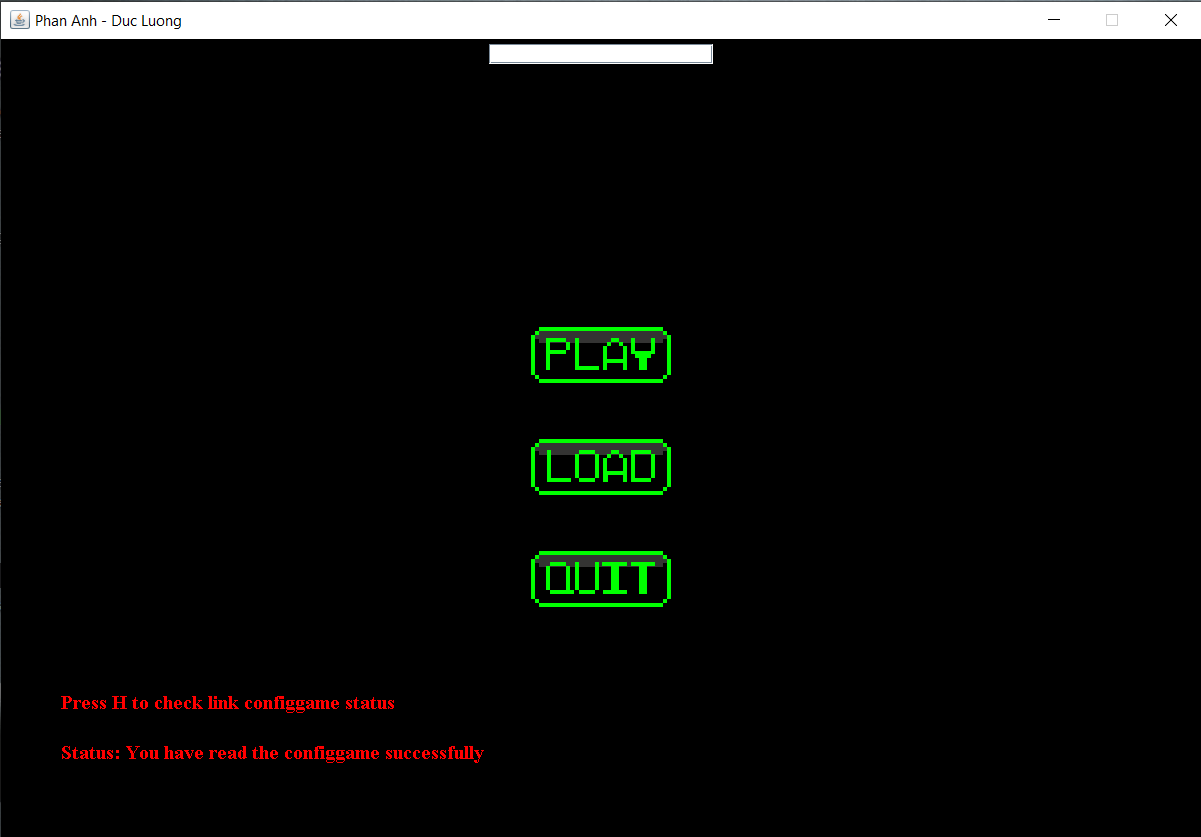 Phan Anh - Duc Luong
PLAY
LOAD
QUIT
Press H to check link configgame status
Status: You have read the configgame successfully